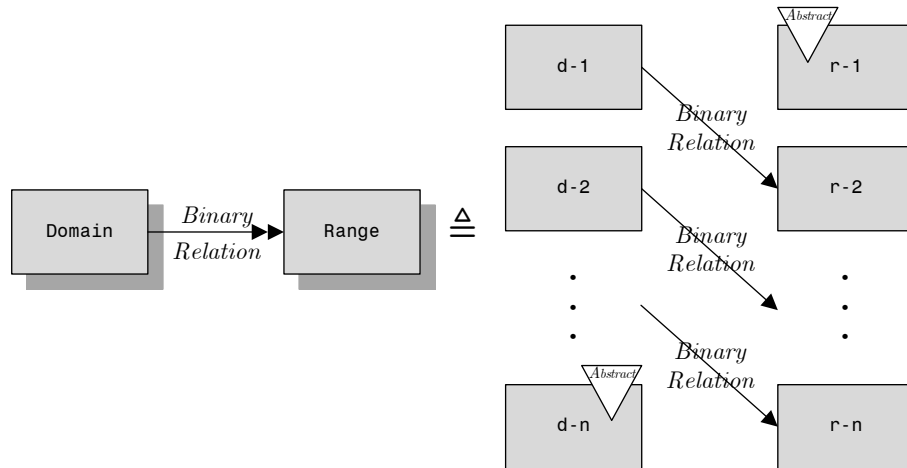 Abstract
d-1
r-1
Binary
Relation
d-2
r-2
Domain
Binary
Relation
Range
≜
Binary
Relation
Binary
Relation
Abstract
d-n
r-n